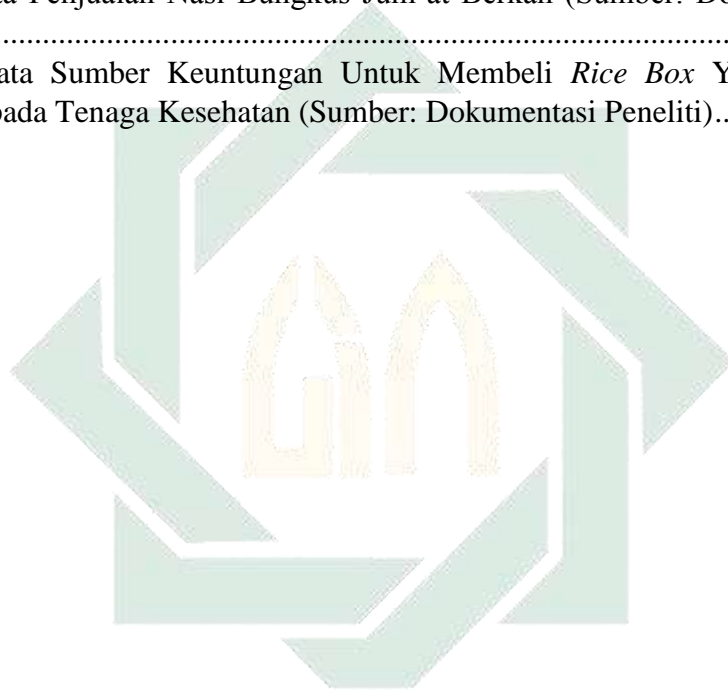 Penjualan Nasi Bungkus Jum'at Berkah (Sumber:
....................................................................................................
ata Sumber Keuntungan Untuk Membeli Rice Box Y
pada Tenaga Kesehatan (Sumber: Dokumentasi Peneliti)..